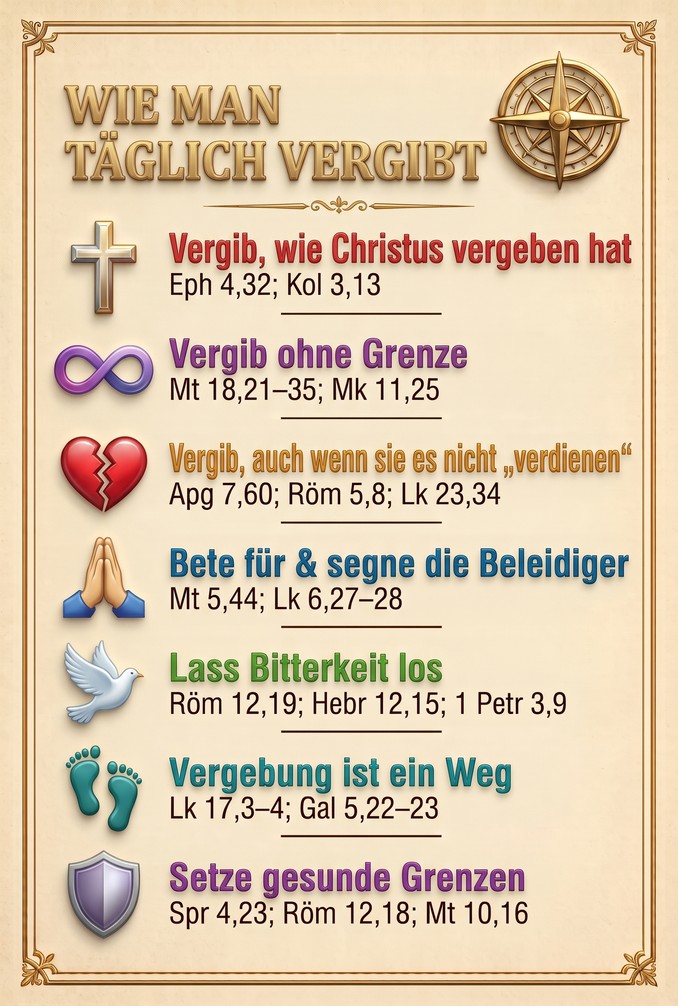 WIE MAN
TÄGLICH VERGIBT
Vergib, wie Christus vergeben hat
Eph 4,32; Kol 3,13
Vergib ohne Grenze
Mt 18,21–35; Mk 11,25
Vergib, auch wenn sie es nicht „verdienen“
Apg 7,60; Röm 5,8; Lk 23,34
Bete für & segne die Beleidiger
Mt 5,44; Lk 6,27–28
Lass Bitterkeit los
Röm 12,19; Hebr 12,15; 1 Petr 3,9
Vergebung ist ein Weg
Lk 17,3–4; Gal 5,22–23
Setze gesunde Grenzen
Spr 4,23; Röm 12,18; Mt 10,16